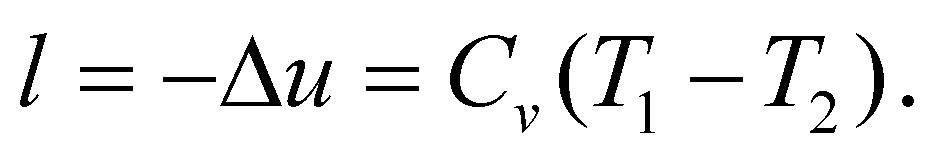 l = −Δu = C_v(T_1 − T_2).